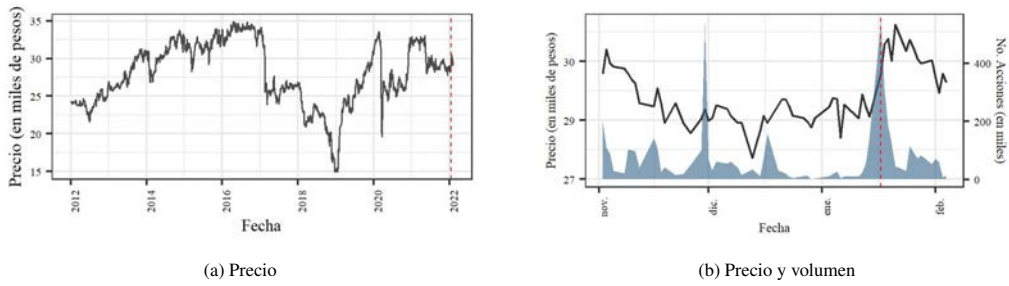 Precio (en miles de pesos)
35
30
25
20
15
2012
2014
2016
2018
2020
2022
Fecha
(a) Precio
Precio (en miles de pesos)
30
29
27
nov.
dic.
ene.
feb.
Fecha
No. Acciones (en miles)
400
200
0
(b) Precio y volumen